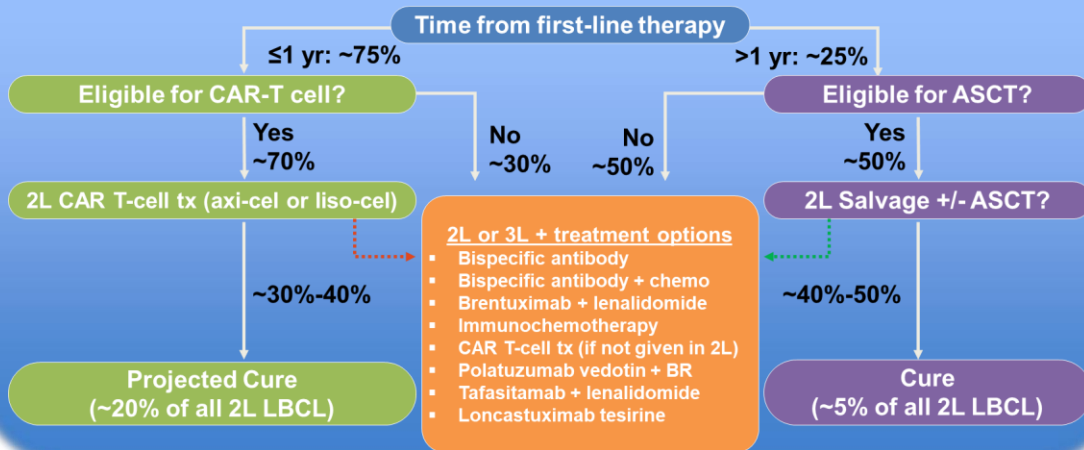 Time from first-line therapy
≤1 yr: ~75%
>1 yr: ~25%
Eligible for CAR-T cell?
Eligible for ASCT?
Yes
~70%
No
~30%
No
~50%
Yes
~50%
2L CAR T-cell tx (axi-cel or liso-cel)
2L Salvage +/- ASCT?
2L or 3L + treatment options
▪ Bispecific antibody
▪ Bispecific antibody + chemo
▪ Brentuximab + lenalidomide
▪ Immunochemotherapy
▪ CAR T-cell tx (if not given in 2L)
▪ Polatuzumab vedotin + BR
▪ Tafasitamab + lenalidomide
▪ Loncastuximab tesirine
~30%-40%
~40%-50%
Projected Cure
(~20% of all 2L LBCL)
Cure
(~5% of all 2L LBCL)